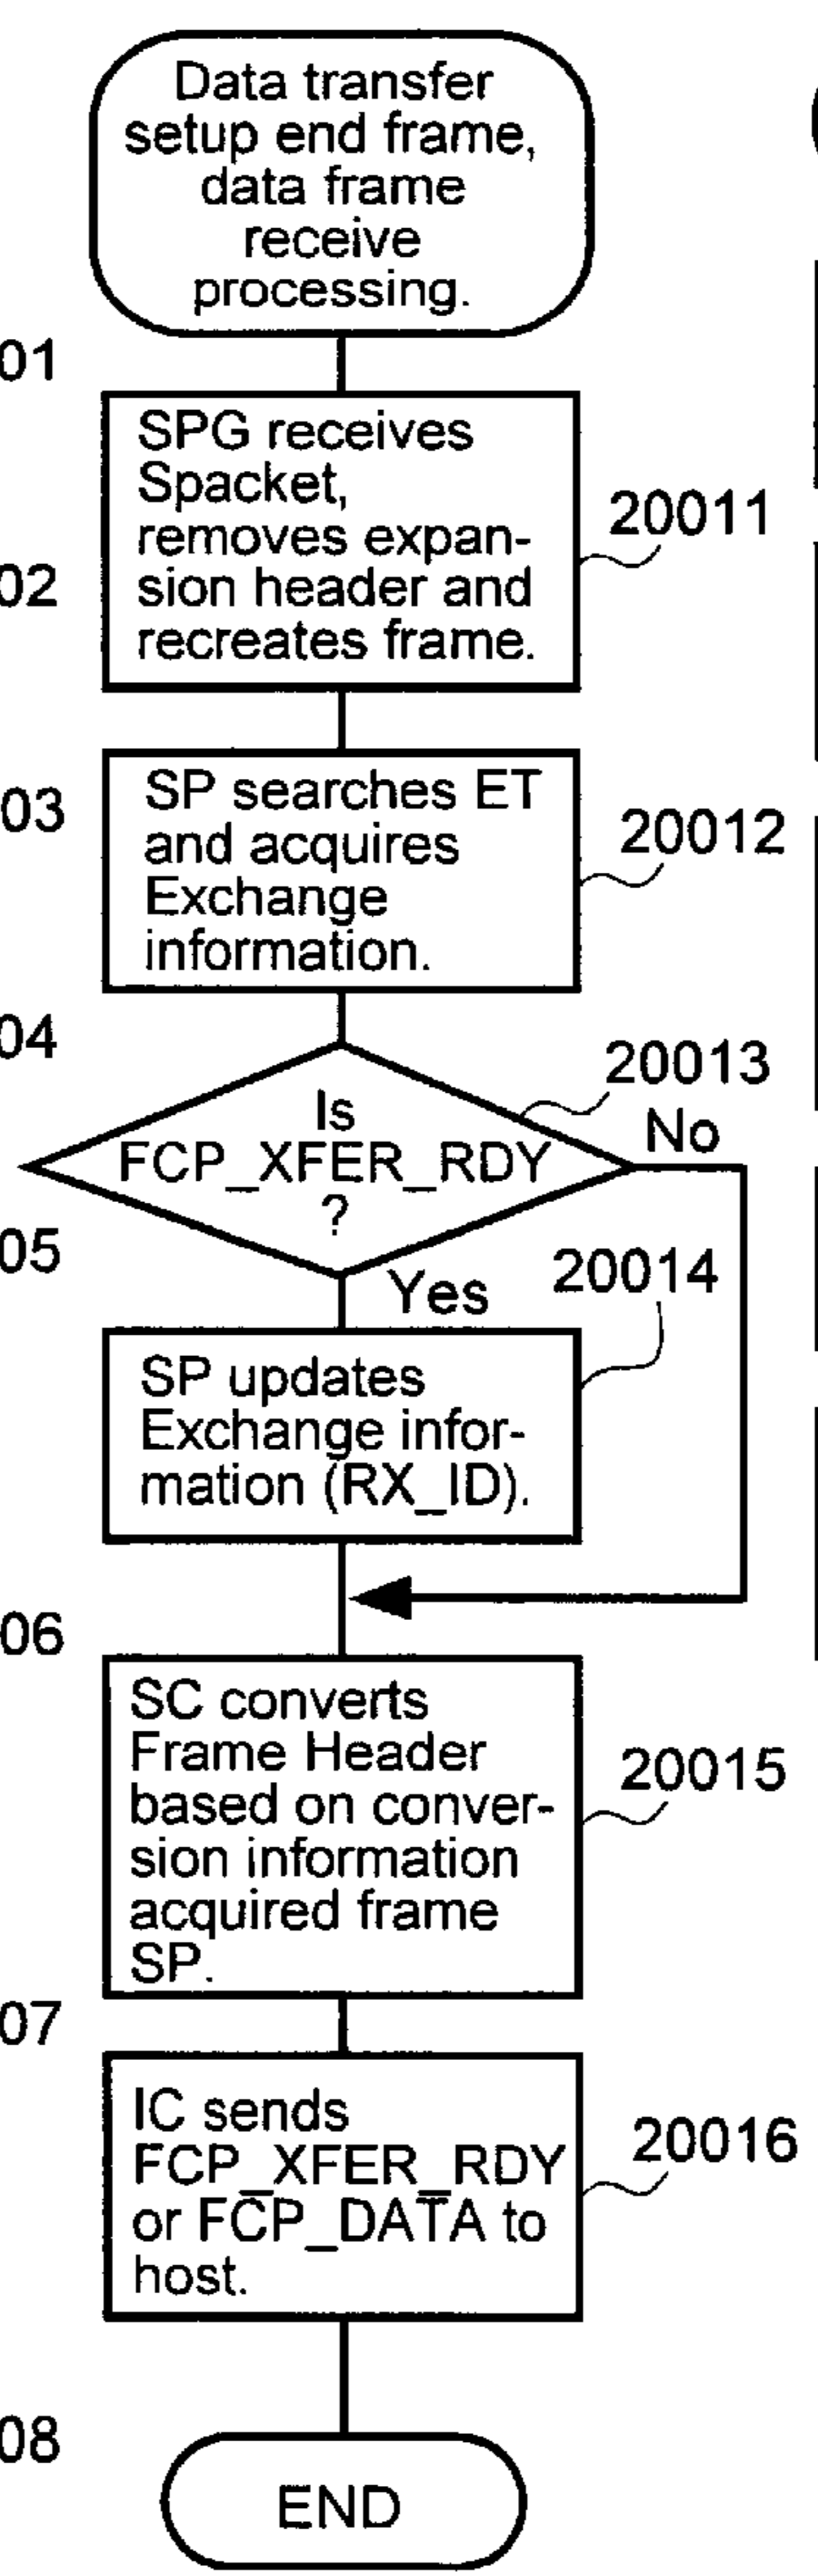 Data transfer
setup end frame,
data frame
receive
processing.
01
SPG receives
Spacket,
removes expan-
sion header and
recreates frame.
20011
02
SP searches ET
and acquires
Exchange
information.
20012
03
04
Is
FCP_XFER_RDY
?
20013
No
Yes
05
SP updates
Exchange infor-
mation (RX_ID).
20014
06
SC converts
Frame Header
based on conver-
sion information
acquired frame
SP.
20015
07
IC sends
FCP_XFER_RDY
or FCP_DATA to
host.
20016
08
END